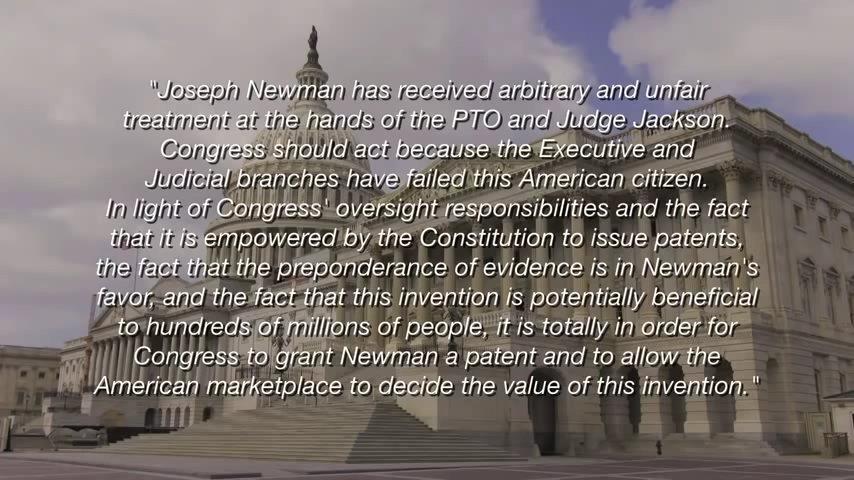 "Joseph Newman has received arbitrary and unfair
treatment at the hands of the PTO and Judge Jackson.
Congress should act because the Executive and
Judicial branches have failed this American citizen.
In light of Congress' oversight responsibilities and the fact
that it is empowered by the Constitution to issue patents,
the fact that the preponderance of evidence is in Newman's
favor, and the fact that this invention is potentially beneficial
to hundreds of millions of people, it is totally in order for
Congress to grant Newman a patent and to allow the
American marketplace to decide the value of this invention."